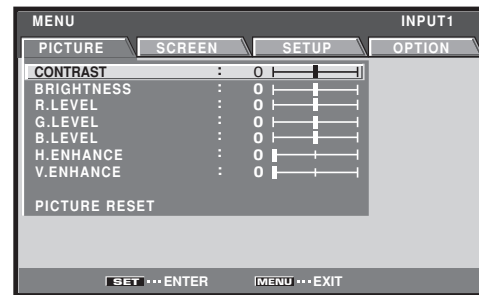 MENU INPUT1
PICTURE SCREEN SETUP OPTION
CONTRAST : 0
BRIGHTNESS : 0
R.LEVEL : 0
G.LEVEL : 0
B.LEVEL : 0
H.ENHANCE : 0
V.ENHANCE : 0
PICTURE RESET
SET ··· ENTER MENU ··· EXIT